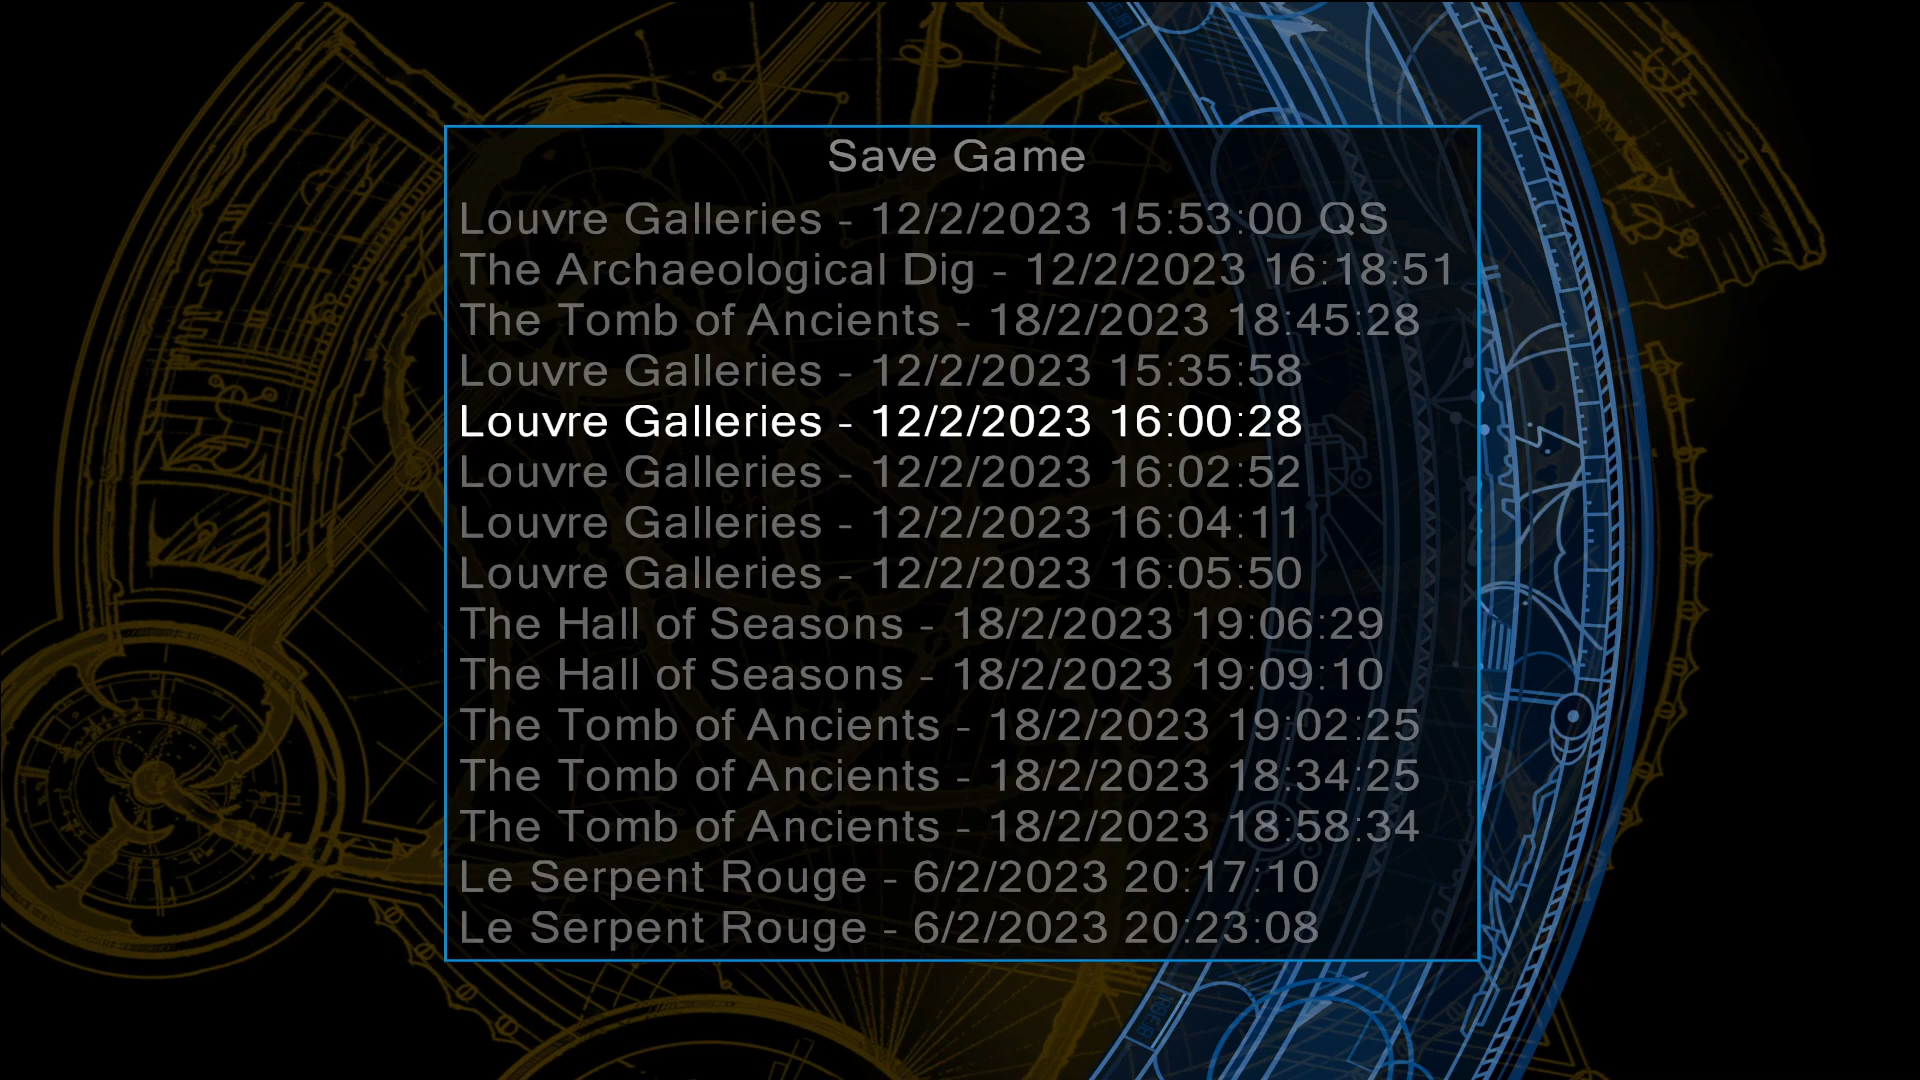 Save Game
Louvre Galleries - 12/2/2023 15:53:00 QS
The Archaeological Dig - 12/2/2023 16:18:51
The Tomb of Ancients - 18/2/2023 18:45:28
Louvre Galleries - 12/2/2023 15:35:58
Louvre Galleries - 12/2/2023 16:00:28
Louvre Galleries - 12/2/2023 16:02:52
Louvre Galleries - 12/2/2023 16:04:11
Louvre Galleries - 12/2/2023 16:05:50
The Hall of Seasons - 18/2/2023 19:06:29
The Hall of Seasons - 18/2/2023 19:09:10
The Tomb of Ancients - 18/2/2023 19:02:25
The Tomb of Ancients - 18/2/2023 18:34:25
The Tomb of Ancients - 18/2/2023 18:58:34
Le Serpent Rouge - 6/2/2023 20:17:10
Le Serpent Rouge - 6/2/2023 20:23:08